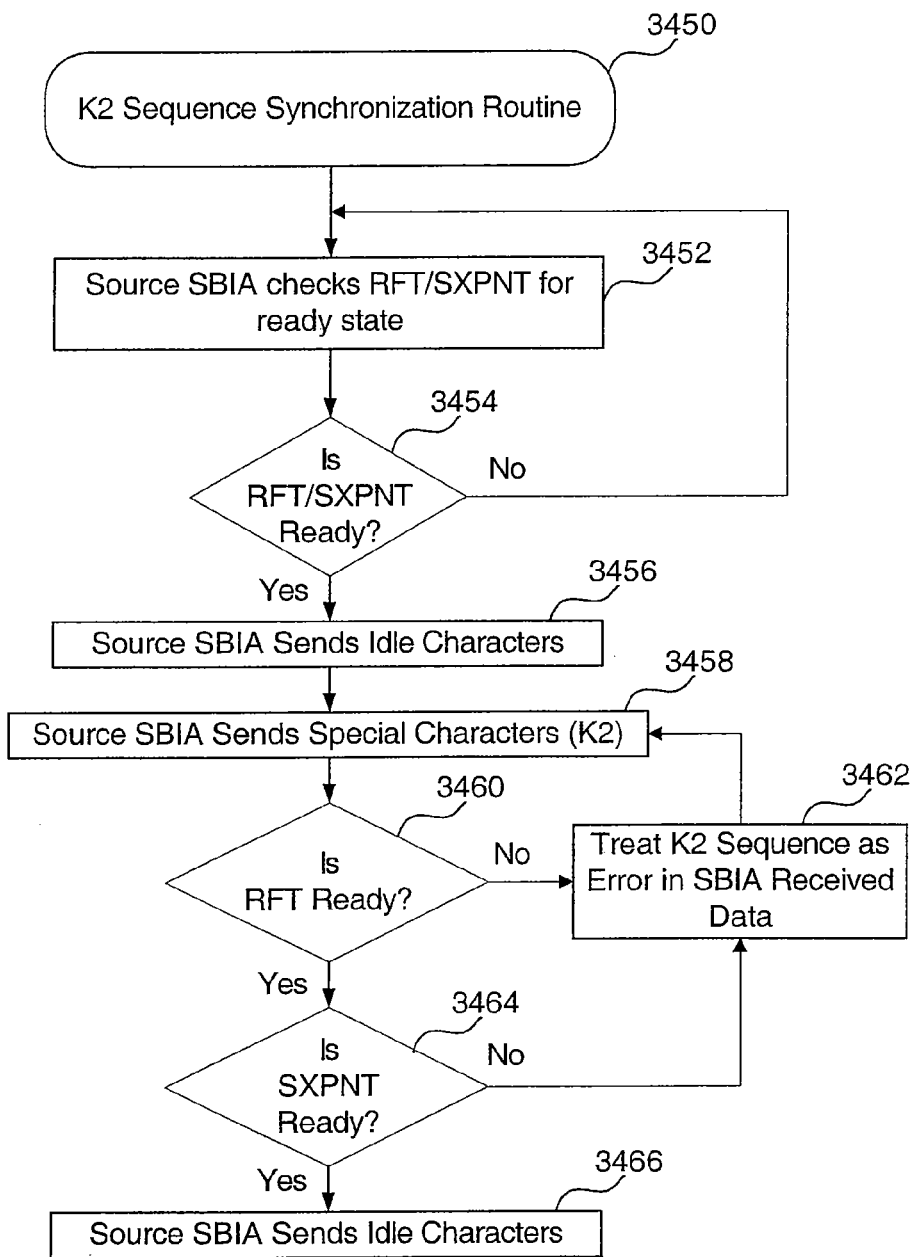 3450
K2 Sequence Synchronization Routine
3452
Source SBIA checks RFT/SXPNT for
ready state
3454
Is
RFT/SXPNT
Ready?
No
Yes
3456
Source SBIA Sends Idle Characters
3458
Source SBIA Sends Special Characters (K2)
3460
3462
Is
RFT Ready?
No
Treat K2 Sequence as
Error in SBIA Received
Data
Yes
3464
Is
SXPNT
Ready?
No
Yes
3466
Source SBIA Sends Idle Characters